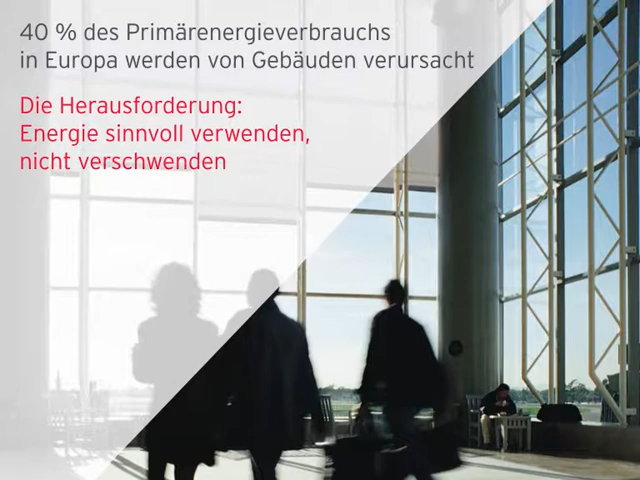 40 % des Primärenergieverbrauchs
in Europa werden von Gebäuden verursacht
Die Herausforderung:
Energie sinnvoll verwenden,
nicht verschwenden